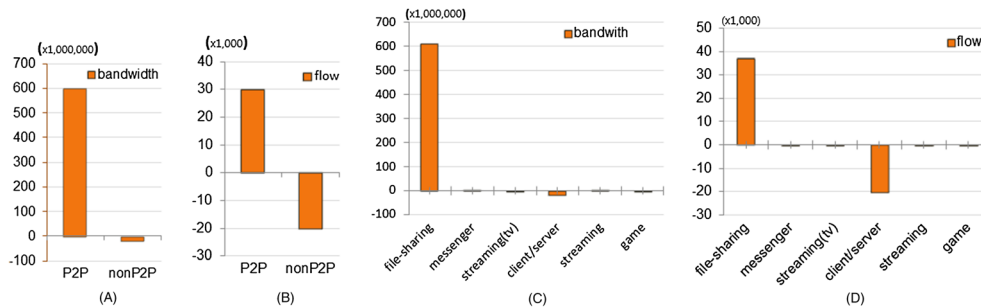 (x1,000,000)
700
600
500
400
300
200
100
0
-100
bandwidth
P2P
nonP2P
(A)
(x1,000)
40
30
20
10
0
-10
-20
-30
flow
P2P
nonP2P
(B)
(x1,000,000)
700
600
500
400
300
200
100
0
-100
bandwith
file-sharing
messenger
streaming(tv)
client/server
streaming
game
(C)
(x1,000)
50
40
30
20
10
0
-10
-20
-30
flow
file-sharing
messenger
streaming(tv)
client/server
streaming
game
(D)